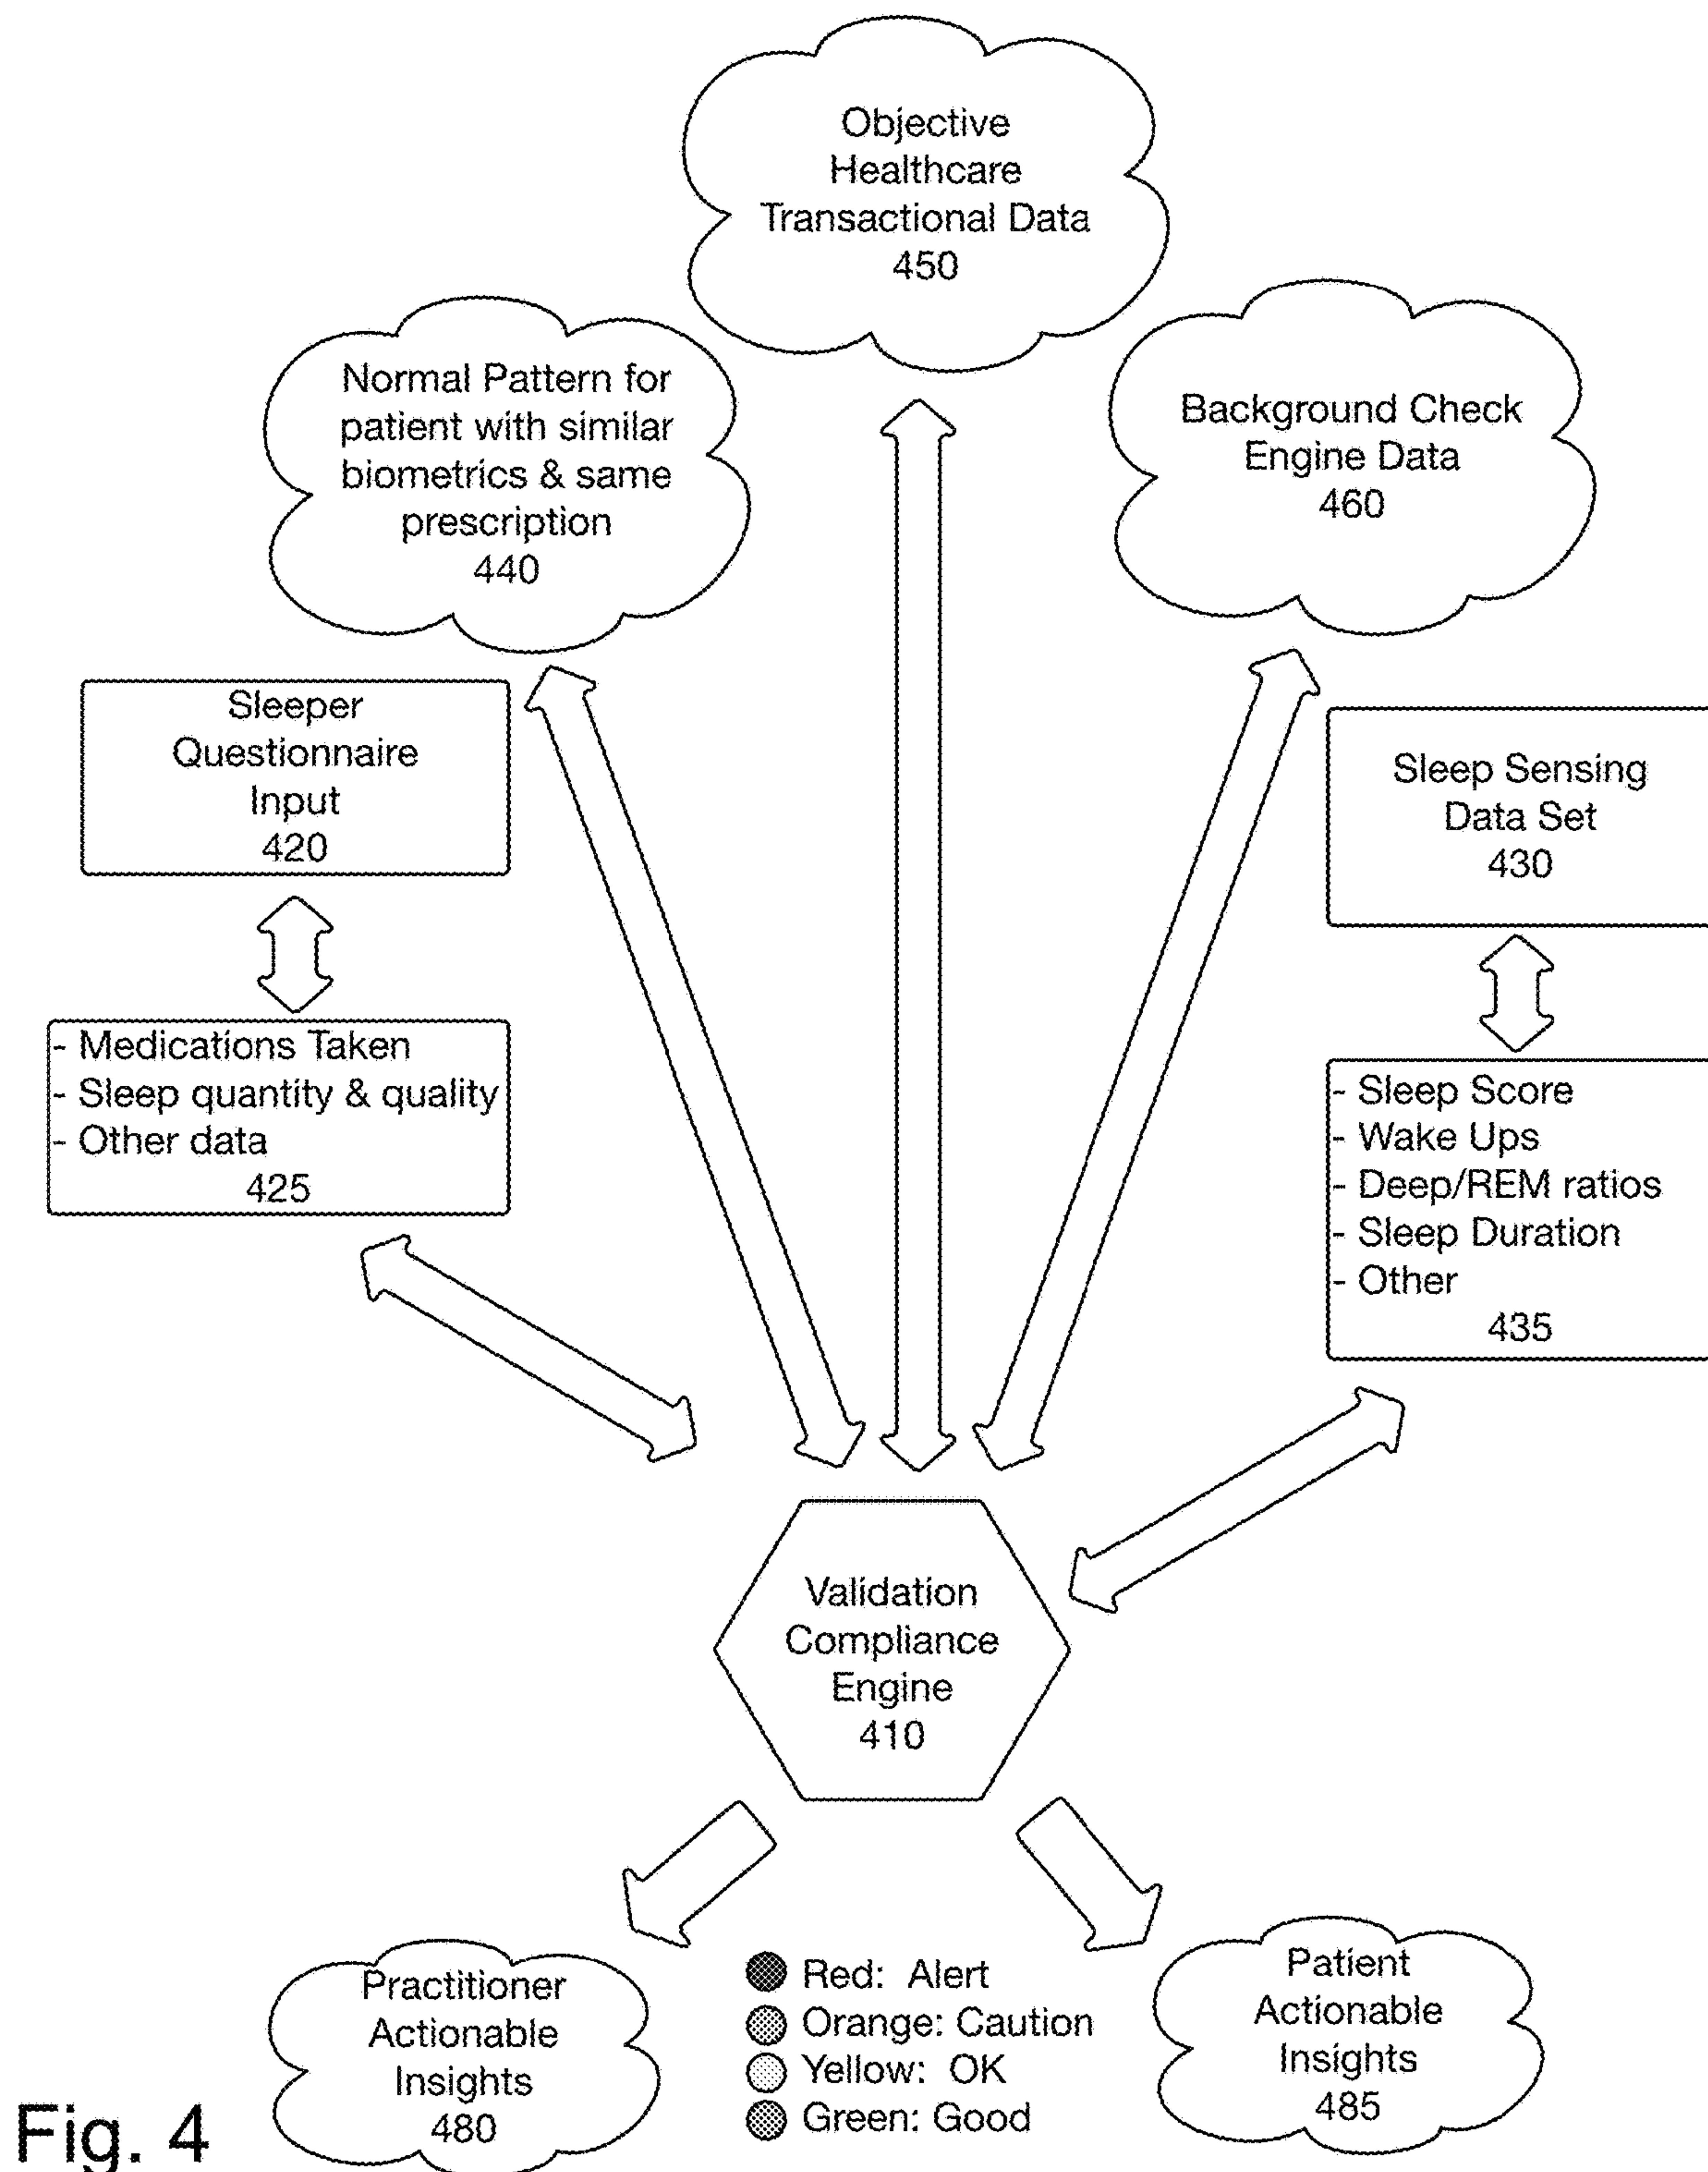 Objective
Healthcare
Transactional Data
450
Normal Pattern for
patient with similar
biometrics & same
prescription
440
Background Check
Engine Data
460
Sleeper
Questionnaire
Input
420
Sleep Sensing
Data Set
430
- Medications Taken
- Sleep quantity & quality
- Other data
425
- Sleep Score
- Wake Ups
- Deep/REM ratios
- Sleep Duration
- Other
435
Validation
Compliance
Engine
410
Practitioner
Actionable
Insights
480
Red: Alert
Orange: Caution
Yellow: OK
Green: Good
Patient
Actionable
Insights
485
Fig. 4